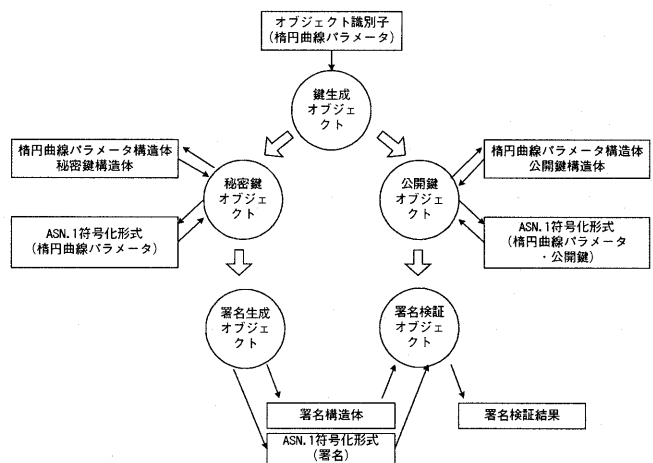 オブジェクト識別子
(楕円曲線パラメータ)
鍵生成
オブジェ
クト
楕円曲線パラメータ構造体
秘密鍵構造体
楕円曲線パラメータ構造体
公開鍵構造体
秘密鍵
オブジェ
クト
公開鍵
オブジェ
クト
ASN.1符号化形式
(楕円曲線パラメータ)
ASN.1符号化形式
(楕円曲線パラメータ
・公開鍵)
署名生成
オブジェ
クト
署名検証
オブジェ
クト
署名構造体
署名検証結果
ASN.1符号化形式
(署名)